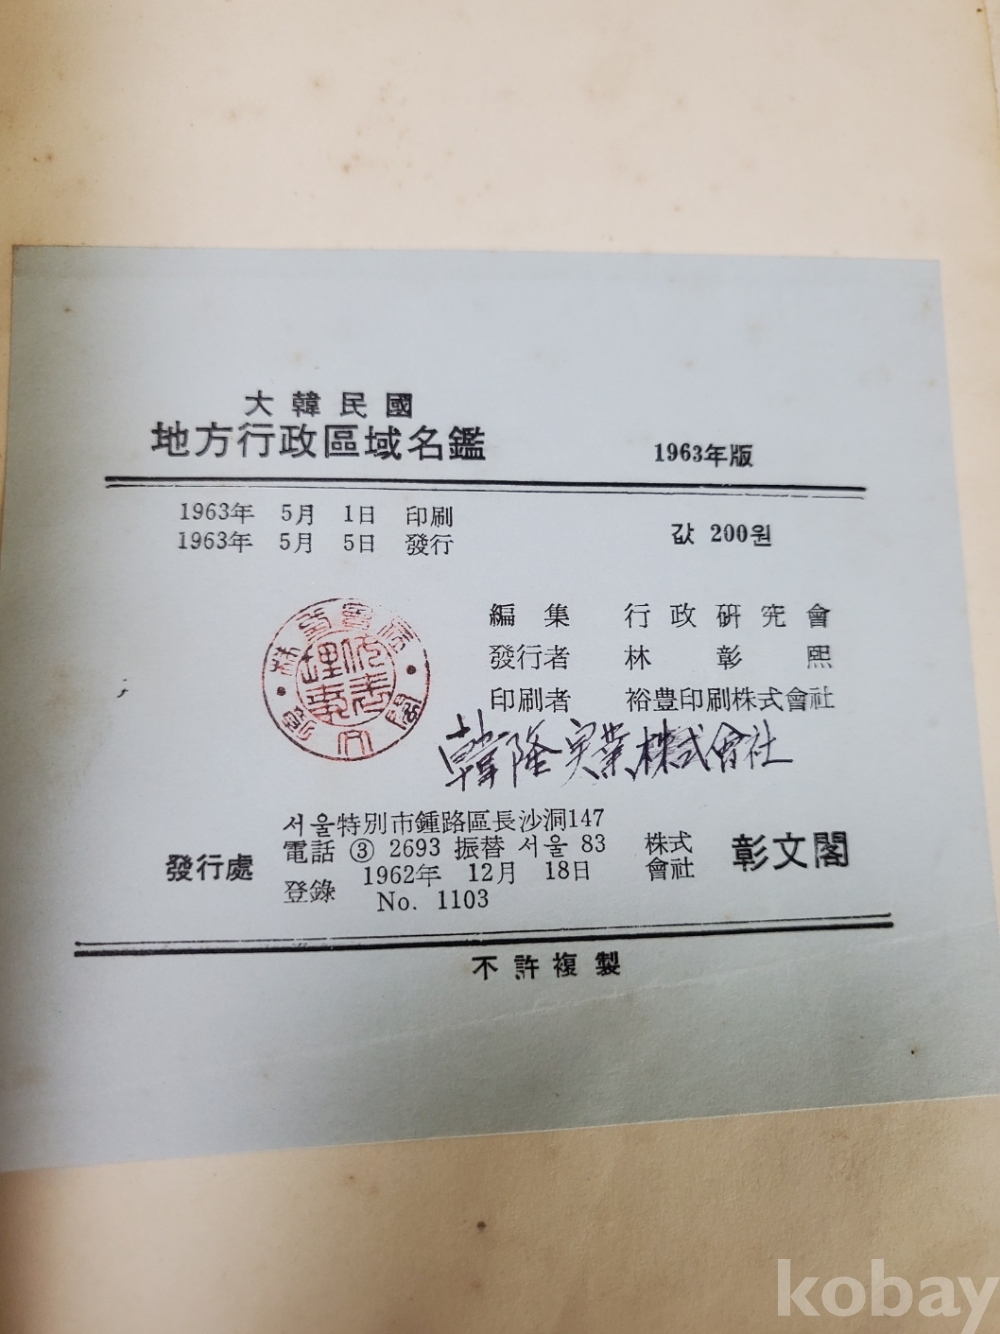 大韓民國
地方行政區域名鑑 1963年版
1963年 5月 1日 印刷
1963年 5月 5日 發行
값 200원
編集 行政硏究會
發行者 林彰熙
印刷者 裕豊印刷株式會社
韓隆実業株式會社
서울特別市鍾路區長沙洞147
電話 ③ 2693 振替 서울 83
發行處
登錄 1962年 12月 18日
No. 1103
株式會社 彰文閣
不許複製
kobay